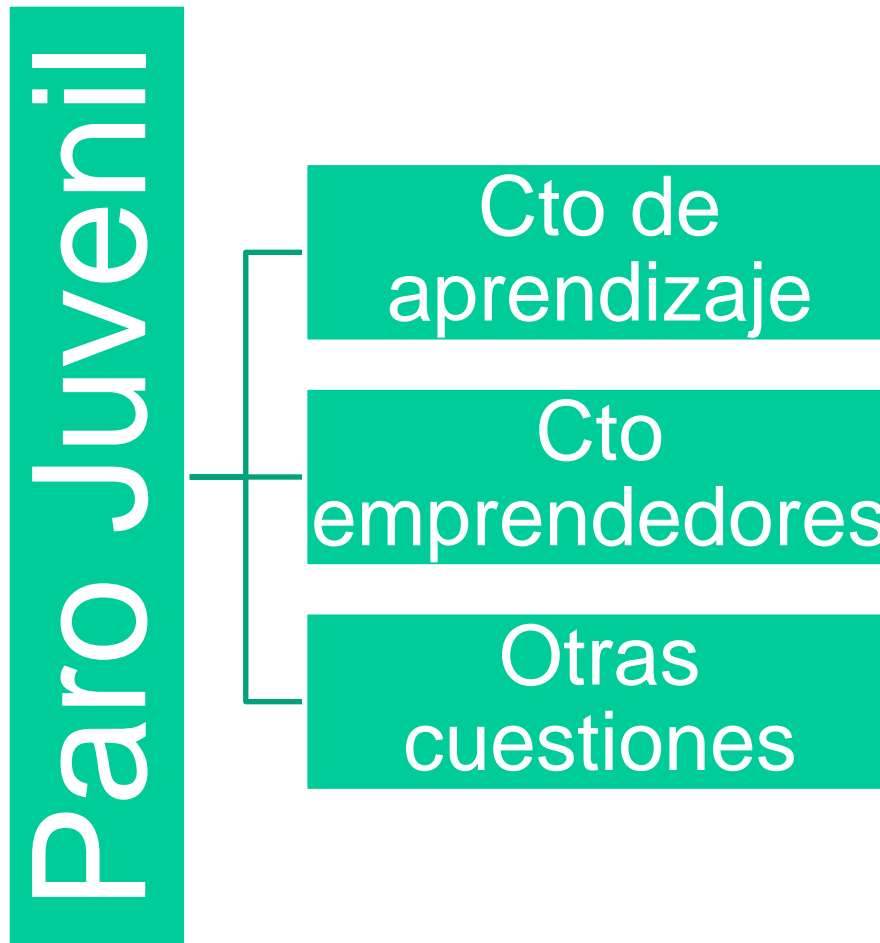 Paro Juvenil
Cto de
aprendizaje
Cto
emprendedores
Otras
cuestiones